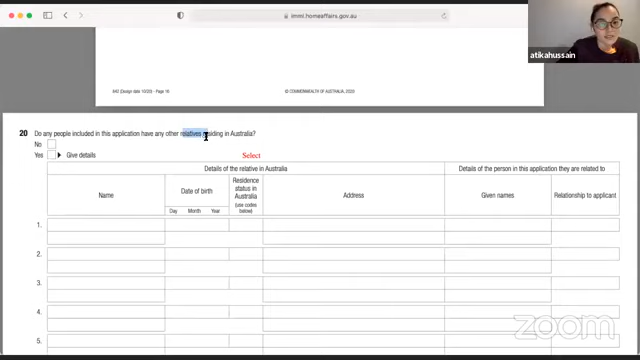 immi.homeaffairs.gov.au
atikahussain
842 (Design date 10/20) - Page 16
© COMMONWEALTH OF AUSTRALIA, 2020
20 Do any people included in this application have any other relatives residing in Australia?
No
Yes Give details
Select
Details of the relative in Australia
Details of the person in this application they are related to
Name
Date of birth
Day Month Year
Residence status in Australia (use codes below)
Address
Given names
Relationship to applicant
1.
2.
3.
4.
5.
zoom